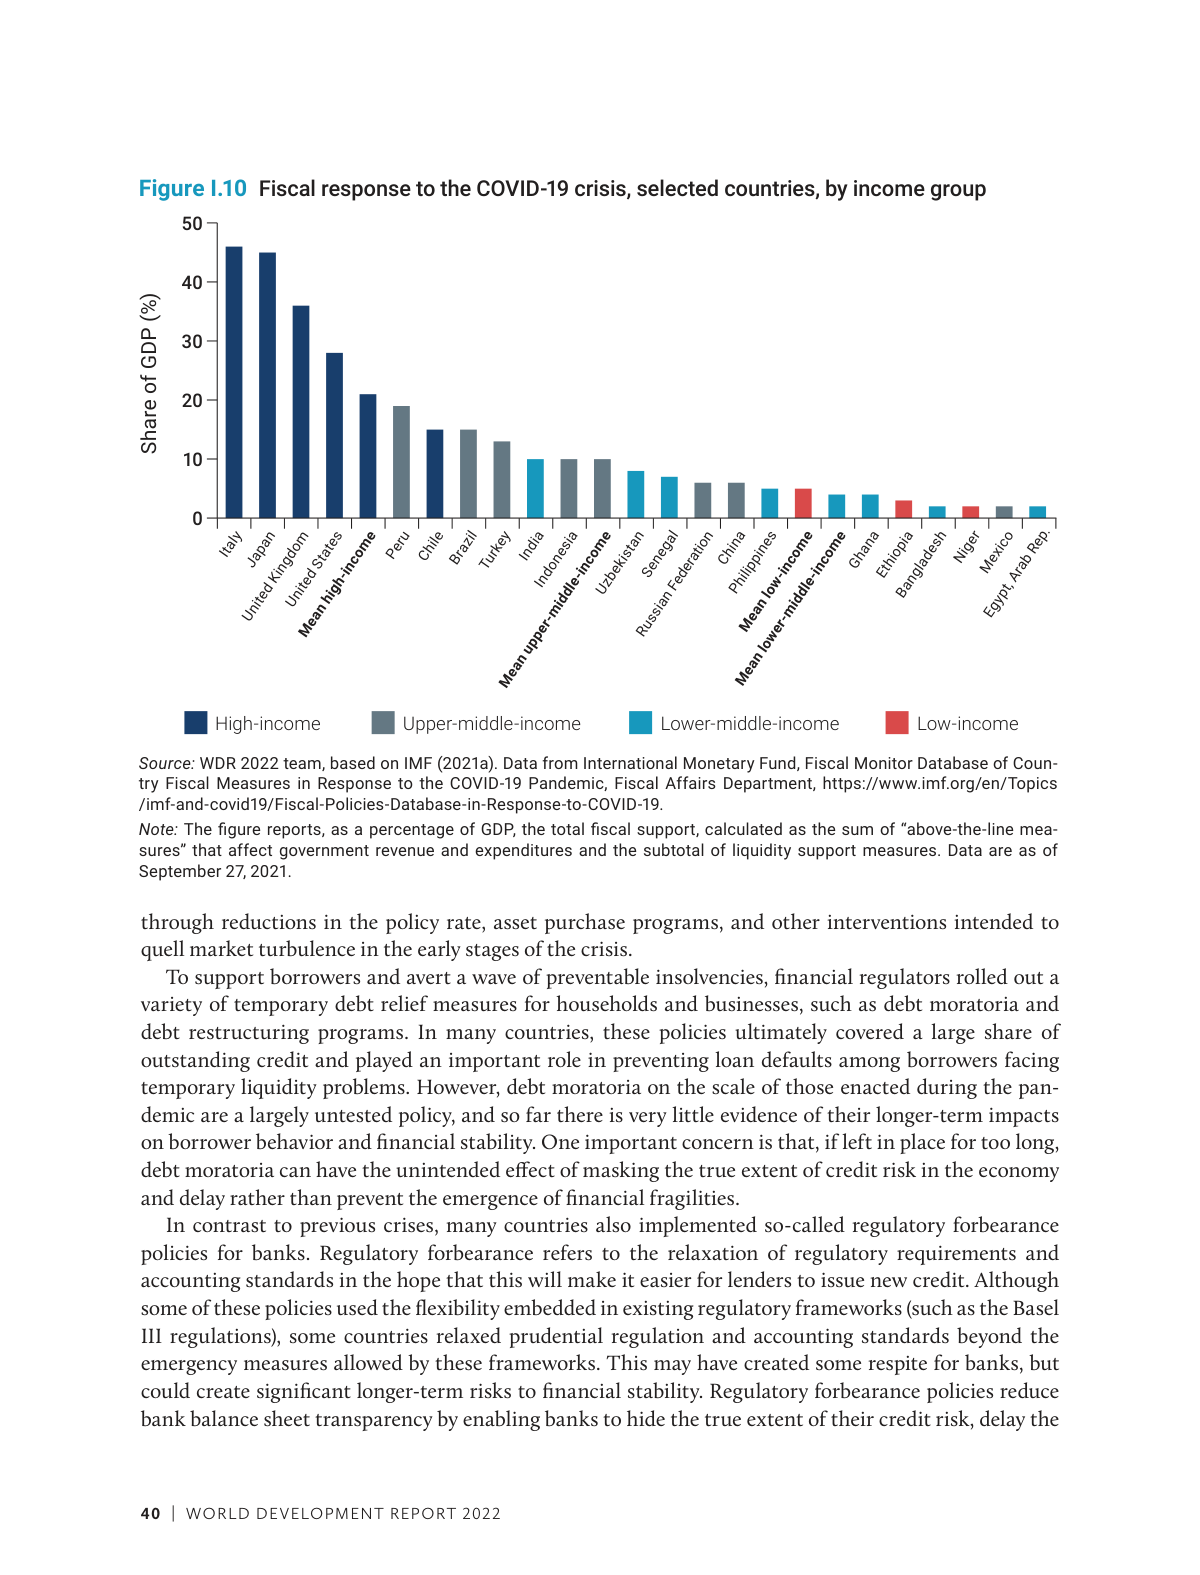 Figure I.10 Fiscal response to the COVID-19 crisis, selected countries, by income group
Share of GDP (%)
50
40
30
20
10
0
Italy
Japan
United Kingdom
United States
Mean high-income
Peru
Chile
Brazil
Turkey
India
Indonesia
Mean upper-middle-income
Uzbekistan
Senegal
Russian Federation
China
Philippines
Mean low-income
Mean lower-middle-income
Ghana
Ethiopia
Bangladesh
Niger
Mexico
Egypt, Arab Rep.
High-income Upper-middle-income Lower-middle-income Low-income
Source: WDR 2022 team, based on IMF (2021a). Data from International Monetary Fund, Fiscal Monitor Database of Coun-
try Fiscal Measures in Response to the COVID-19 Pandemic, Fiscal Affairs Department, https://www.imf.org/en/Topics
/imf-and-covid19/Fiscal-Policies-Database-in-Response-to-COVID-19.
Note: The figure reports, as a percentage of GDP, the total fiscal support, calculated as the sum of “above-the-line mea-
sures” that affect government revenue and expenditures and the subtotal of liquidity support measures. Data are as of
September 27, 2021.
through reductions in the policy rate, asset purchase programs, and other interventions intended to
quell market turbulence in the early stages of the crisis.
To support borrowers and avert a wave of preventable insolvencies, financial regulators rolled out a
variety of temporary debt relief measures for households and businesses, such as debt moratoria and
debt restructuring programs. In many countries, these policies ultimately covered a large share of
outstanding credit and played an important role in preventing loan defaults among borrowers facing
temporary liquidity problems. However, debt moratoria on the scale of those enacted during the pan-
demic are a largely untested policy, and so far there is very little evidence of their longer-term impacts
on borrower behavior and financial stability. One important concern is that, if left in place for too long,
debt moratoria can have the unintended effect of masking the true extent of credit risk in the economy
and delay rather than prevent the emergence of financial fragilities.
In contrast to previous crises, many countries also implemented so-called regulatory forbearance
policies for banks. Regulatory forbearance refers to the relaxation of regulatory requirements and
accounting standards in the hope that this will make it easier for lenders to issue new credit. Although
some of these policies used the flexibility embedded in existing regulatory frameworks (such as the Basel
III regulations), some countries relaxed prudential regulation and accounting standards beyond the
emergency measures allowed by these frameworks. This may have created some respite for banks, but
could create significant longer-term risks to financial stability. Regulatory forbearance policies reduce
bank balance sheet transparency by enabling banks to hide the true extent of their credit risk, delay the
40 | WORLD DEVELOPMENT REPORT 2022